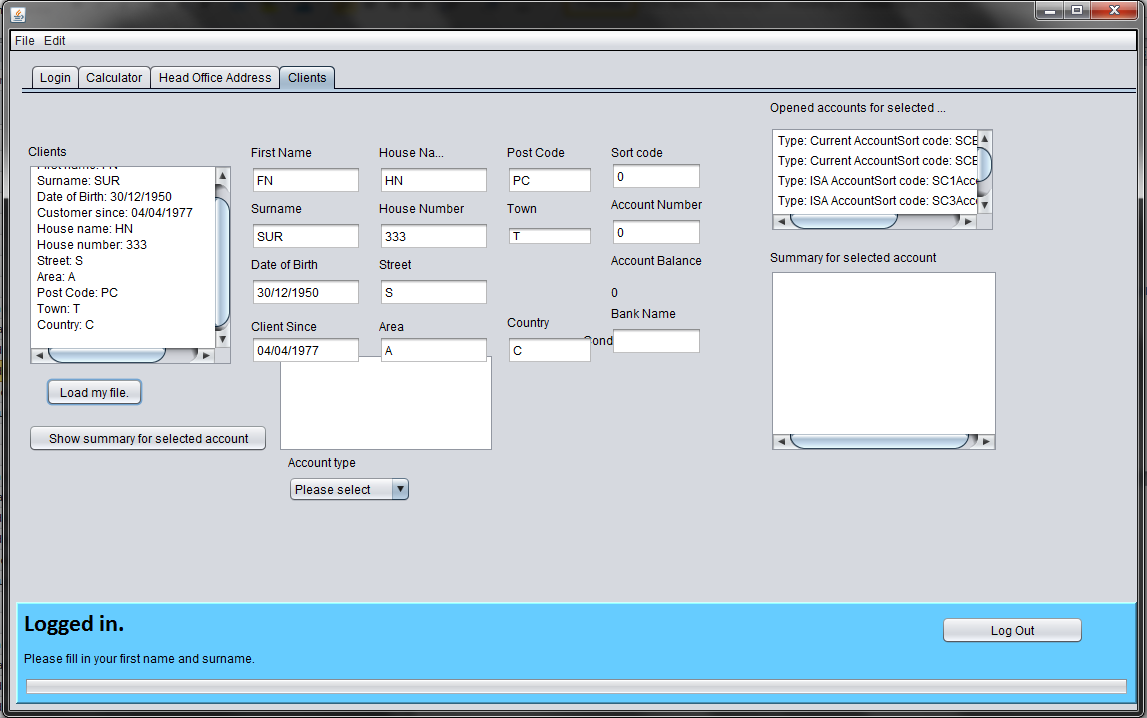 File Edit
Login Calculator Head Office Address Clients
Opened accounts for selected ...
Type: Current AccountSort code: SCE
Type: Current AccountSort code: SCE
Type: ISA AccountSort code: SC1Acc
Type: ISA AccountSort code: SC3Acc
Clients
First name: FN
Surname: SUR
Date of Birth: 30/12/1950
Customer since: 04/04/1977
House name: HN
House number: 333
Street: S
Area: A
Post Code: PC
Town: T
Country: C
First Name House Na... Post Code Sort code
FN HN PC 0
Surname House Number Town Account Number
SUR 333 T 0
Date of Birth Street Account Balance
30/12/1950 S 0
Client Since Area Country Bank Name
Cond
04/04/1977 A C
Summary for selected account
Load my file.
Show summary for selected account
Account type
Please select
Logged in.
Log Out
Please fill in your first name and surname.